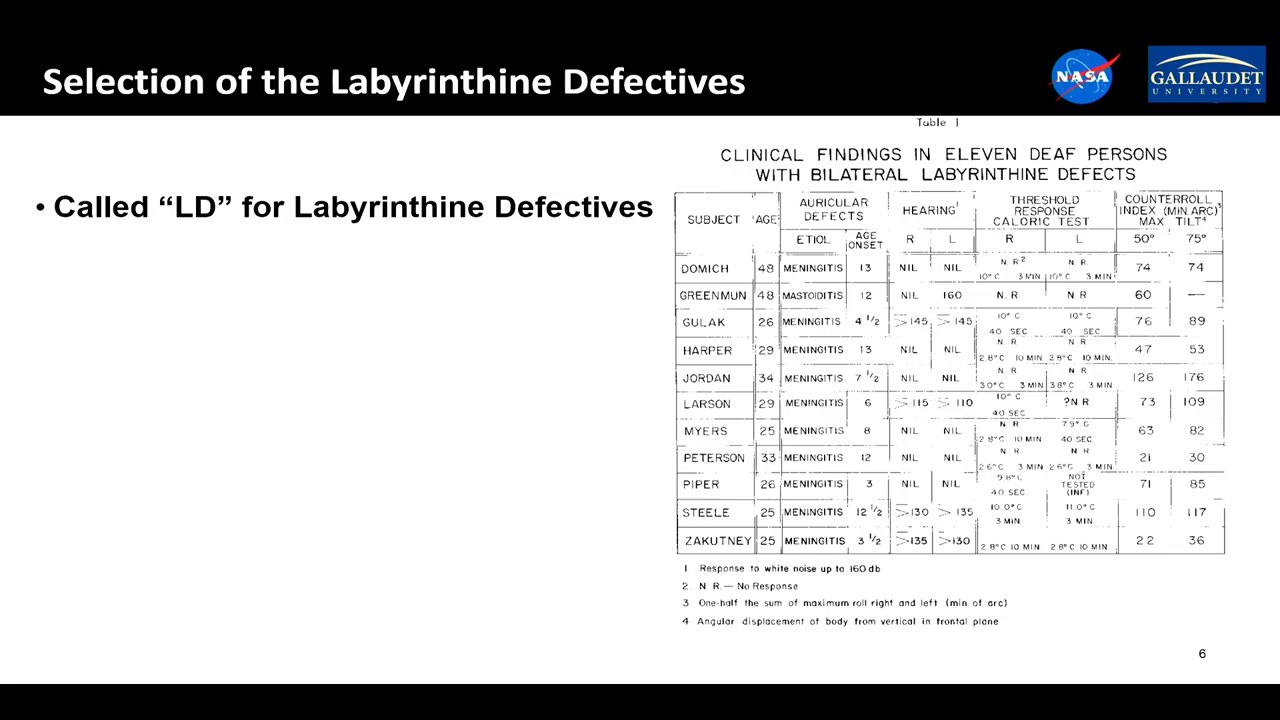 Selection of the Labyrinthine Defectives
NASA
GALLAUDET
UNIVERSITY
• Called “LD” for Labyrinthine Defectives
Table 1
CLINICAL FINDINGS IN ELEVEN DEAF PERSONS
WITH BILATERAL LABYRINTHINE DEFECTS
SUBJECT AGE AURICULAR DEFECTS HEARING1 THRESHOLD RESPONSE CALORIC TEST COUNTERROLL INDEX (MIN ARC)3 MAX TILT4
ETIOL AGE ONSET R L R L 50° 75°
DOMICH 48 MENINGITIS 13 NIL NIL N. R2 10° C 3 MIN N. R. 10° C 3 MIN 74 74
GREENMUN 48 MASTOIDITIS 12 NIL 160 N. R N R 60 —
GULAK 26 MENINGITIS 4 1/2 >145 >145 10° C 40 SEC 10° C 40 SEC 76 89
HARPER 29 MENINGITIS 13 NIL NIL N. R. 2.8°C 10 MIN. N R 2.8°C 10 MIN. 47 53
JORDAN 34 MENINGITIS 7 1/2 NIL NIL N. R. 30°C 3 MIN N R. 38°C 3 MIN 126 176
LARSON 29 MENINGITIS 6 115 110 10° C 40 SEC ?N R 73 109
MYERS 25 MENINGITIS 8 NIL NIL N R 2.8°C 10 MIN 7.9° C 40 SEC 63 82
PETERSON 33 MENINGITIS 12 NIL NIL N R 26°C 3 MIN N R 26°C 3 MIN 21 30
PIPER 26 MENINGITIS 3 NIL NIL 9.8°C 40 SEC. NOT TESTED (INF.) 71 85
STEELE 25 MENINGITIS 12 1/2 >130 >135 10.0°C 3 MIN 11.0°C 3 MIN. 110 117
ZAKUTNEY 25 MENINGITIS 3 1/2 >135 >130 2.8°C 10 MIN 2.8°C 10 MIN. 22 36
1 Response to white noise up to 160 db
2. N. R.— No Response
3 One-half the sum of maximum roll right and left (min of arc)
4 Angular displacement of body from vertical in frontal plane
6